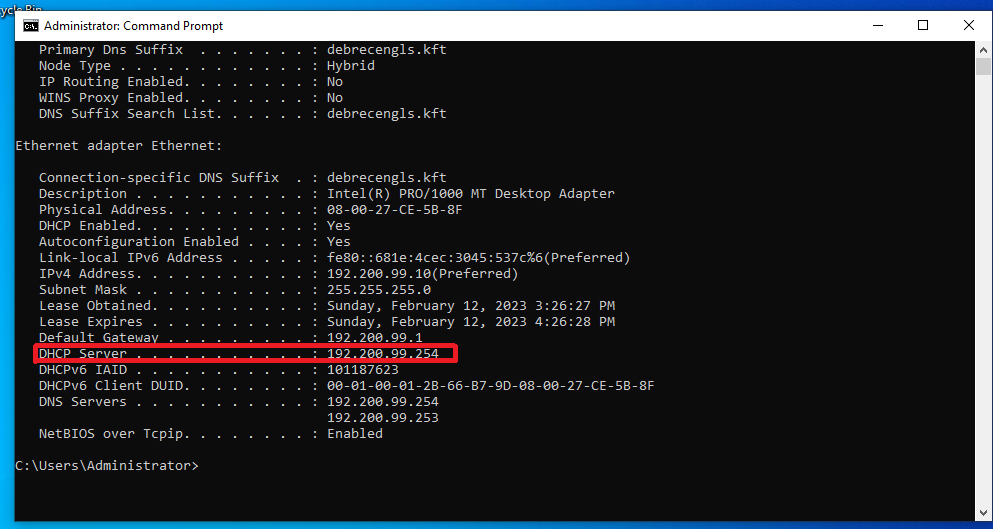 Administrator: Command Prompt
Primary Dns Suffix . . . . . . . : debrecengls.kft
Node Type . . . . . . . . . . . . : Hybrid
IP Routing Enabled. . . . . . . . : No
WINS Proxy Enabled. . . . . . . . : No
DNS Suffix Search List. . . . . . : debrecengls.kft
Ethernet adapter Ethernet:
Connection-specific DNS Suffix . : debrecengls.kft
Description . . . . . . . . . . . : Intel(R) PRO/1000 MT Desktop Adapter
Physical Address. . . . . . . . . : 08-00-27-CE-5B-8F
DHCP Enabled. . . . . . . . . . . : Yes
Autoconfiguration Enabled . . . . : Yes
Link-local IPv6 Address . . . . . : fe80::681e:4cec:3045:537c%6(Preferred)
IPv4 Address. . . . . . . . . . . : 192.200.99.10(Preferred)
Subnet Mask . . . . . . . . . . . : 255.255.255.0
Lease Obtained. . . . . . . . . . : Sunday, February 12, 2023 3:26:27 PM
Lease Expires . . . . . . . . . . : Sunday, February 12, 2023 4:26:28 PM
Default Gateway . . . . . . . . . : 192.200.99.1
DHCP Server . . . . . . . . . . . : 192.200.99.254
DHCPv6 IAID . . . . . . . . . . . : 101187623
DHCPv6 Client DUID. . . . . . . . : 00-01-00-01-2B-66-B7-9D-08-00-27-CE-5B-8F
DNS Servers . . . . . . . . . . . : 192.200.99.254
192.200.99.253
NetBIOS over Tcpip. . . . . . . . : Enabled
C:\Users\Administrator>